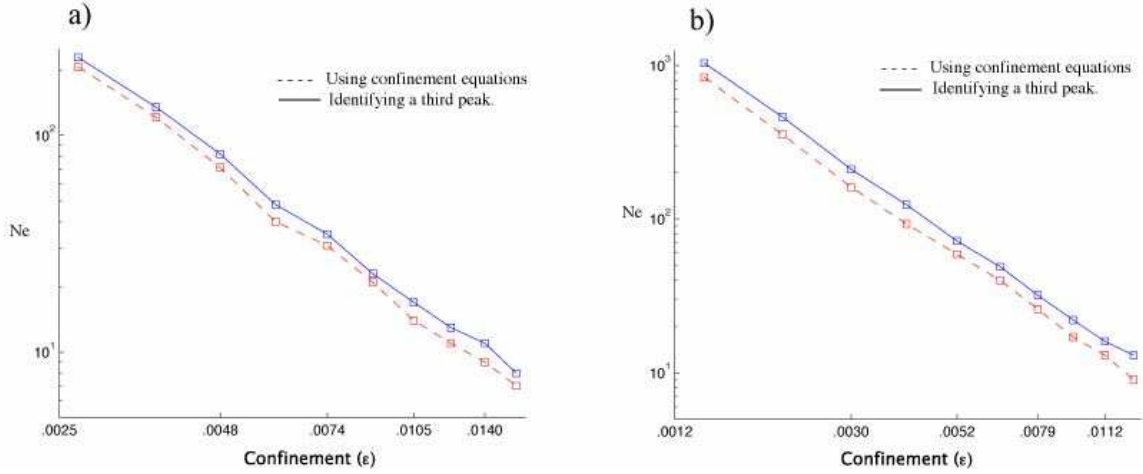 a)
10²
Ne
10¹
- - - Using confinement equations
Identifying a third peak.
.0025 .0048 .0074 .0105 .0140
Confinement (ε)
b)
10³
10²
Ne
10¹
- - - Using confinement equations
Identifying a third peak.
.0012 .0030 .0052 .0079 .0112
Confinement (ε)